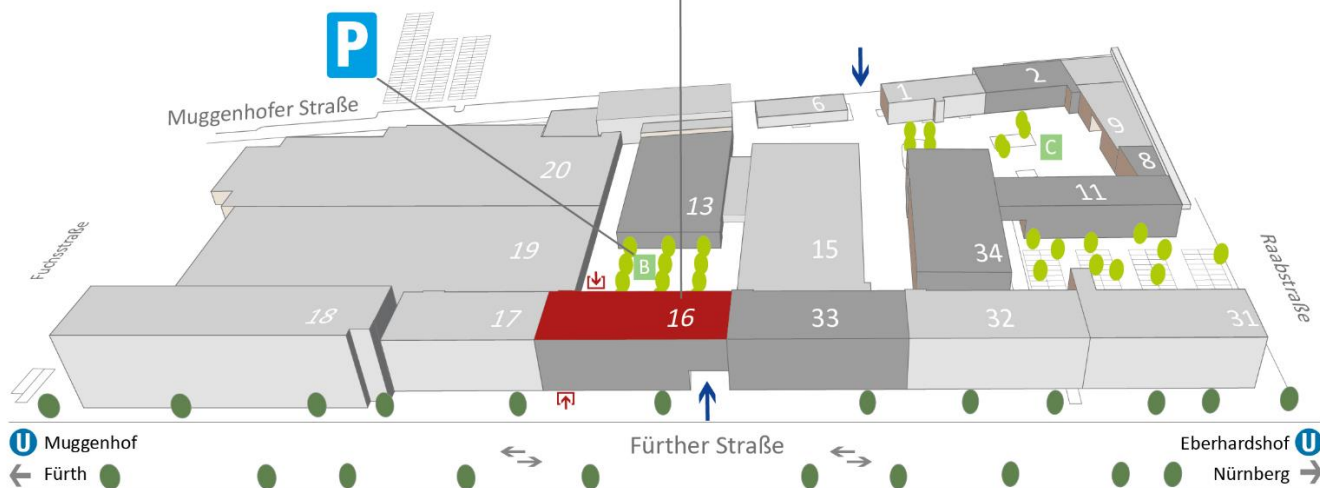 P
Muggenhofer Straße
1
2
6
9
C
8
20
13
11
Fuchsstraße
19
B
15
34
Raabstraße
18
17
16
33
32
31
U Muggenhof
Fürther Straße
Eberhardshof U
← Fürth
Nürnberg →